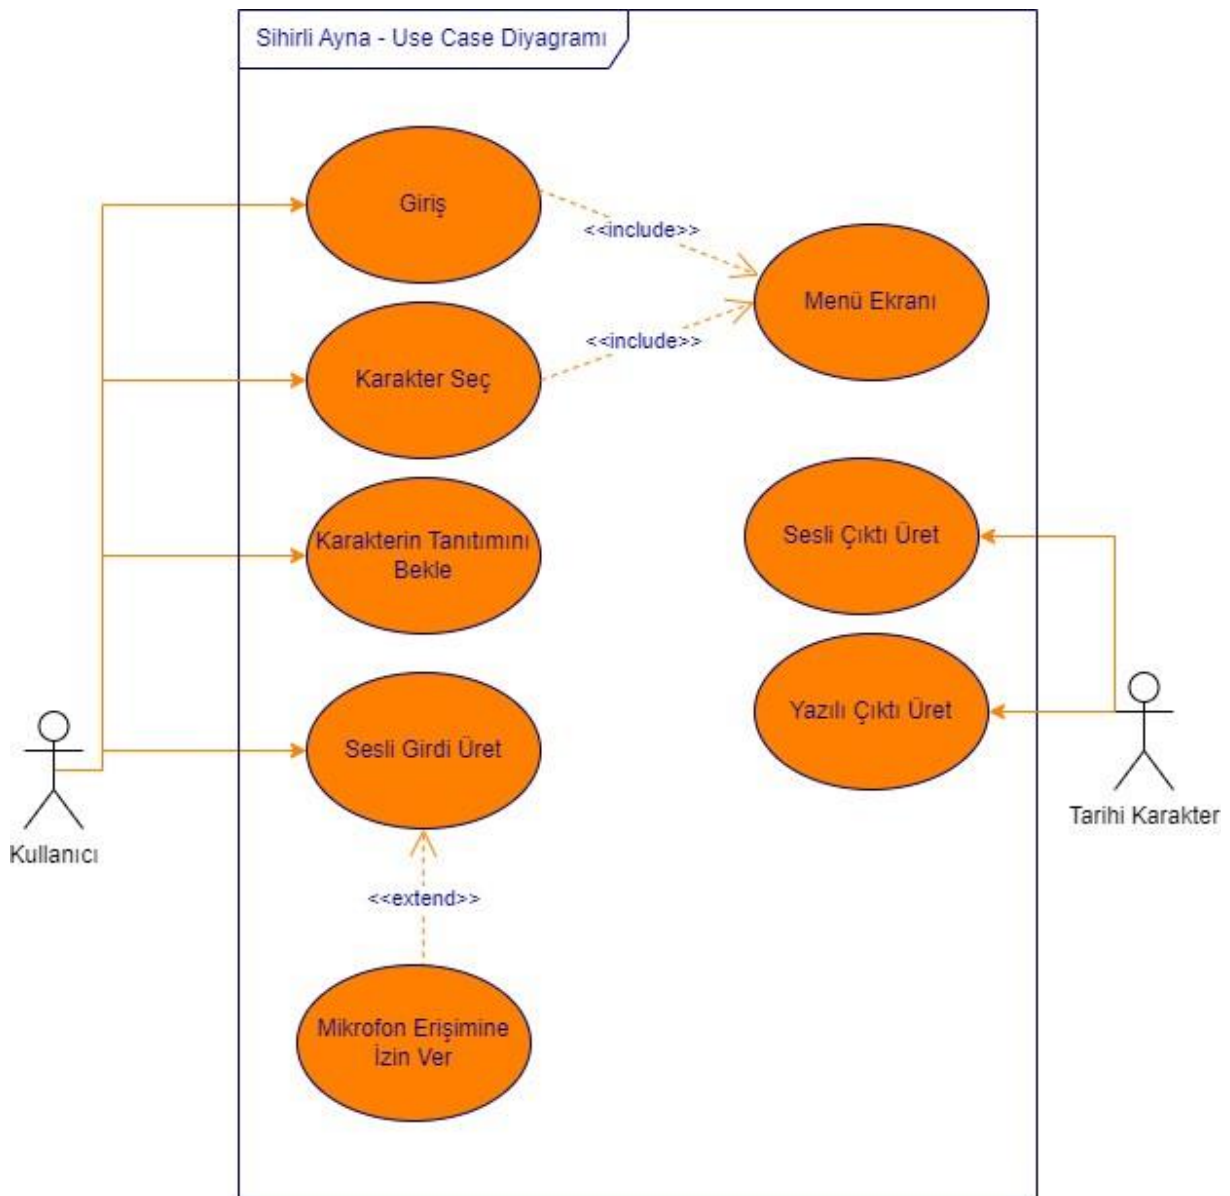 Sihirli Ayna - Use Case Diyagramı
Giriş
<<include>>
Menü Ekranı
<<include>>
Karakter Seç
Karakterin Tanıtımını
Bekle
Sesli Çıktı Üret
Yazılı Çıktı Üret
Sesli Girdi Üret
Tarihi Karakter
Kullanıcı
<<extend>>
Mikrofon Erişimine
İzin Ver